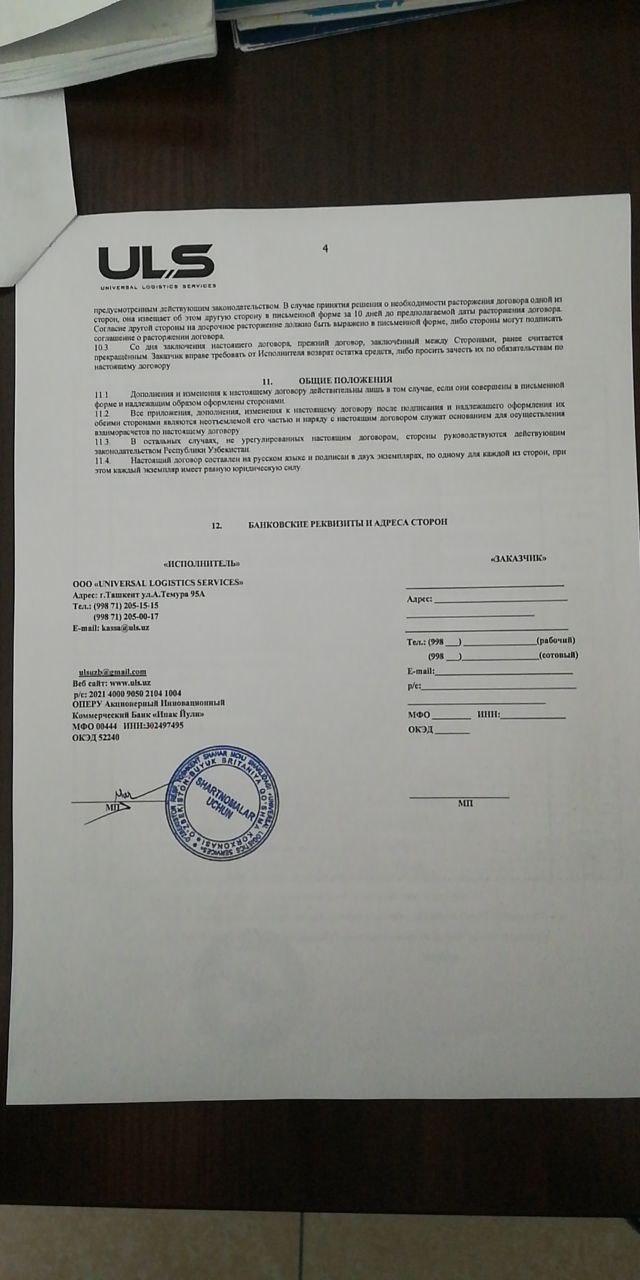 ULS
UNIVERSAL LOGISTICS SERVICES
4
предусмотренным действующим законодательством. В случае принятия решения о необходимости расторжения договора одной из
сторон, она извещает об этом другую сторону в письменной форме за 10 дней до предполагаемой даты расторжения договора.
Согласие другой стороны на досрочное расторжение должно быть выражено в письменной форме, либо стороны могут подписать
соглашение о расторжении договора.
10.3. Со дня заключения настоящего договора, прежний договор, заключённый между Сторонами, ранее считается
прекращённым. Заказчик вправе требовать от Исполнителя возврат остатка средств, либо просить зачесть их по обязательствам по
настоящему договору
11. ОБЩИЕ ПОЛОЖЕНИЯ
11.1 Дополнения и изменения к настоящему договору действительны лишь в том случае, если они совершены в письменной
форме и надлежащим образом оформлены сторонами.
11.2. Все приложения, дополнения, изменения к настоящему договору после подписания и надлежащего оформления их
обеими сторонами являются неотъемлемой его частью и наряду с настоящим договором служат основанием для осуществления
взаиморасчетов по настоящему договору.
11.3. В остальных случаях, не урегулированных настоящим договором, стороны руководствуются действующим
законодательством Республики Узбекистан.
11.4. Настоящий договор составлен на русском языке и подписан в двух экземплярах, по одному для каждой из сторон, при
этом каждый экземпляр имеет равную юридическую силу.
12. БАНКОВСКИЕ РЕКВИЗИТЫ И АДРЕСА СТОРОН
«ИСПОЛНИТЕЛЬ»
ООО «UNIVERSAL LOGISTICS SERVICES»
Адрес: г.Ташкент ул.А.Темура 95А
Тел.: (998 71) 205-15-15
(998 71) 205-00-17
E-mail: kassa@uls.uz
ulsuzb@gmail.com
Веб сайт: www.uls.uz
р/с: 2021 4000 9050 2104 1004
ОПЕРУ Акционерный Инновационный
Коммерческий Банк «Ипак Йули»
МФО 00444 ИНН:302497495
ОКЭД 52240
МП
SHARTNOMALAR
UCHUN
«ЗАКАЗЧИК»
Адрес:
Тел.: (998 ___) ____________(рабочий)
(998 ___) ____________(сотовый)
E-mail:
р/с:
МФО ______ ИНН:__________
ОКЭД ______
МП